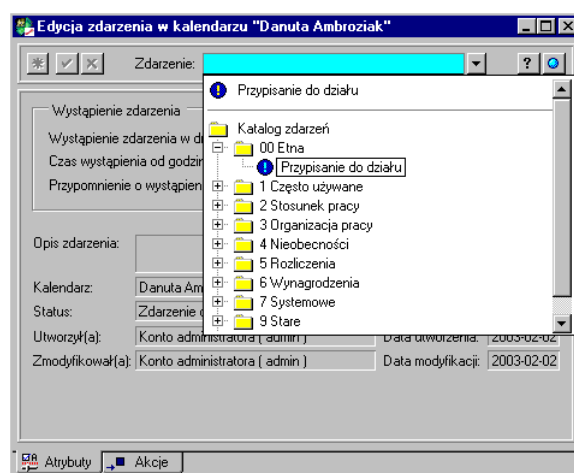 Edycja zdarzenia w kalendarzu "Danuta Ambroziak"
Zdarzenie:
?
Przypisanie do działu
Wystąpienie zdarzenia
Katalog zdarzeń
Wystąpienie zdarzenia w d
00 Etna
Czas wystąpienia od godzin
Przypisanie do działu
Przypomnienie o wystąpien
1 Często używane
2 Stosunek pracy
3 Organizacja pracy
Opis zdarzenia:
4 Nieobecności
5 Rozliczenia
Kalendarz: Danuta Am
6 Wynagrodzenia
7 Systemowe
Status: Zdarzenie
9 Stare
Utworzył(a): Konto administratora ( admin ) Data utworzenia: 2003-02-02
Zmodyfikował(a): Konto administratora ( admin ) Data modyfikacji: 2003-02-02
Atrybuty Akcje